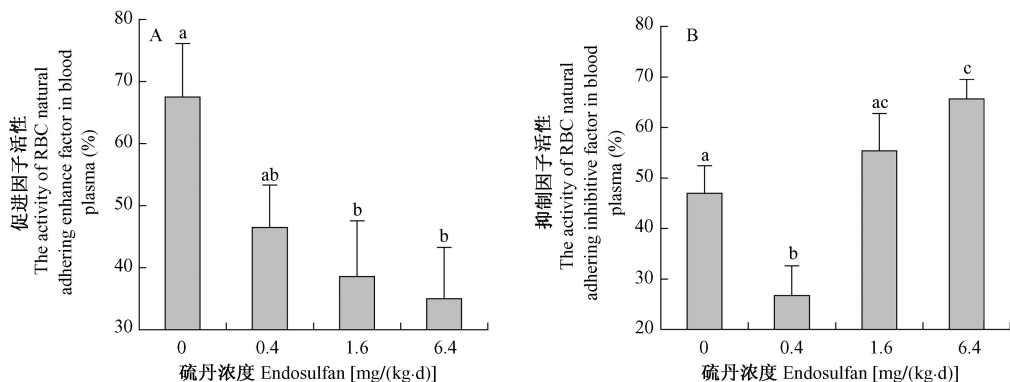 促进因子活性
The activity of RBC natural
adhering enhance factor in blood
plasma (%)
80
70
60
50
40
30
A
a
ab
b
b
0
0.4
1.6
6.4
硫丹浓度 Endosulfan [mg/(kg·d)]
抑制因子活性
The activity of RBC natural
adhering inhibitive factor in blood
plasma (%)
80
70
60
50
40
30
20
B
a
b
ac
c
0
0.4
1.6
6.4
硫丹浓度 Endosulfan [mg/(kg·d)]